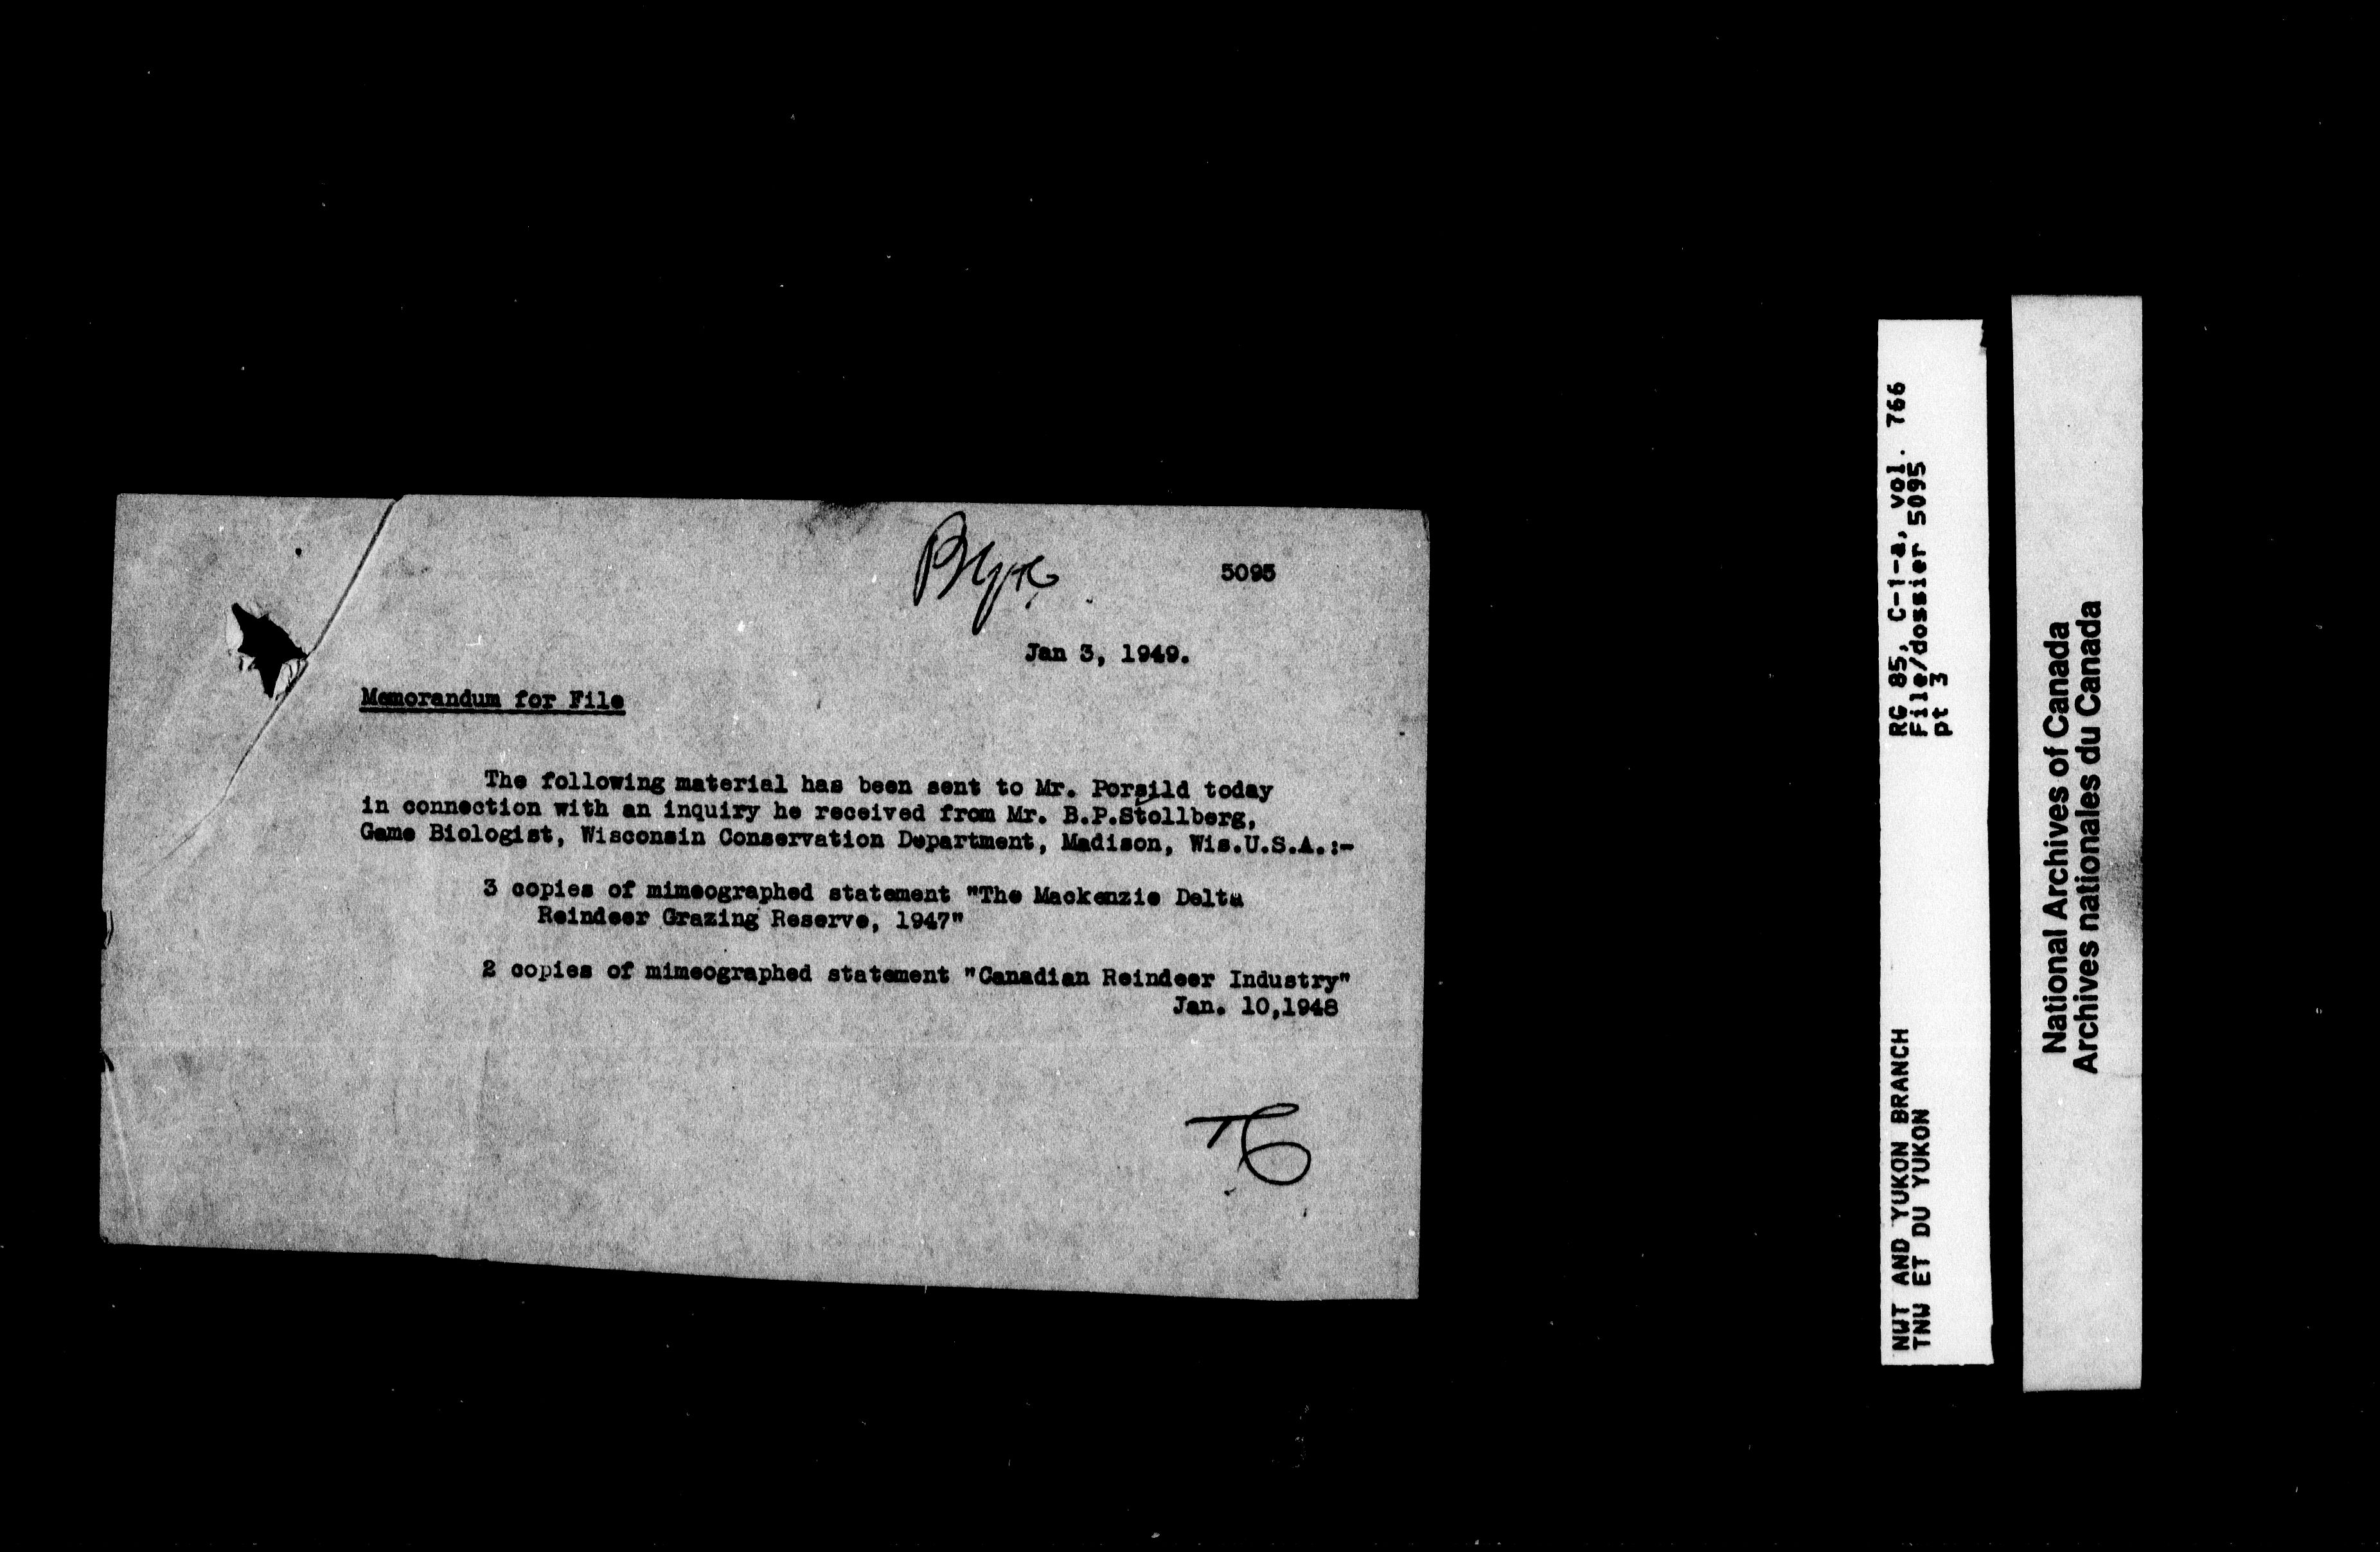 5095
Jan 3, 1949.
Memorandum for File
The following material has been sent to Mr. Porsild today
in connection with an inquiry he received from Mr. B.P.Stollberg,
Game Biologist, Wisconsin Conservation Department, Madison, Wis.U.S.A.:-
3 copies of mimeographed statement "The Mackenzie Delta
Reindeer Grazing Reserve, 1947"
2 copies of mimeographed statement "Canadian Reindeer Industry"
Jan. 10,1948
RG 85, C-1-a, vol. 766
File/dossier 5095
pt 3
NWT AND YUKON BRANCH
TNW ET DU YUKON
National Archives of Canada
Archives nationales du Canada